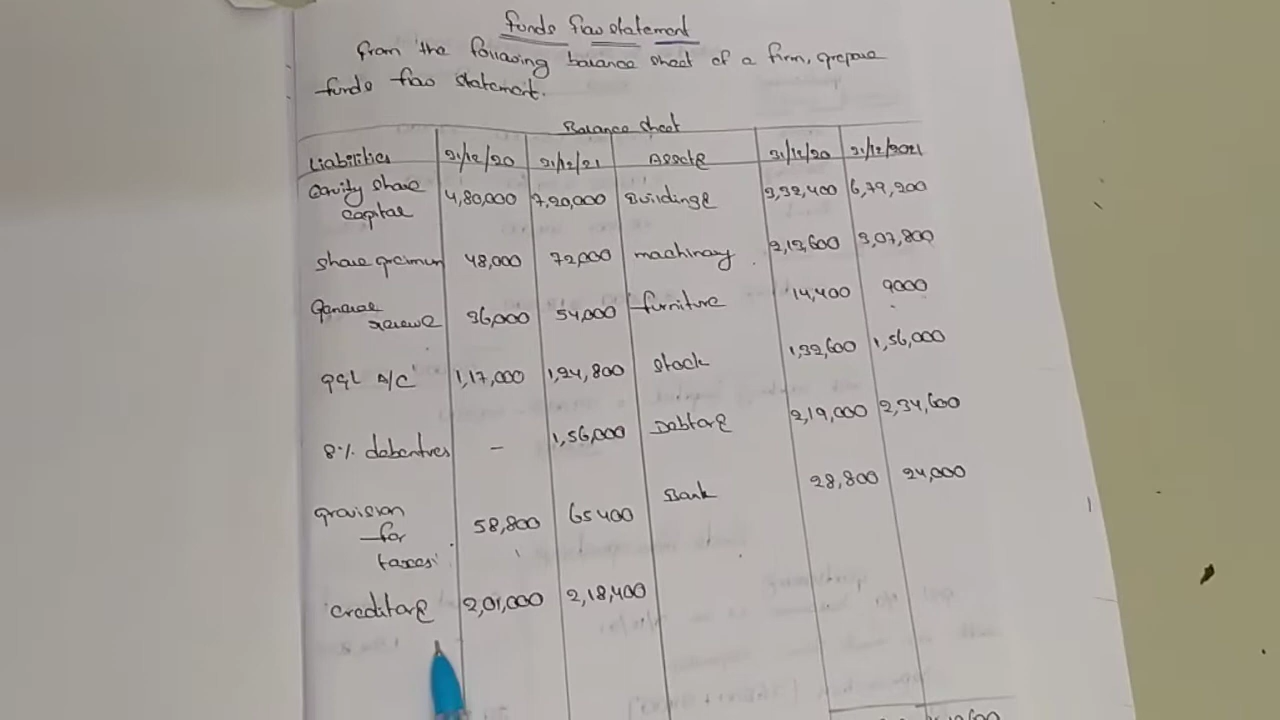 Funds flow statement
From the following balance sheet of a firm, prepare
funds flow statement.
Balance sheet
Liabilities 31/12/20 31/12/21 Assets 31/12/20 31/12/2021
Equity share capital 4,80,000 7,20,000 Buildings 3,32,400 6,79,200
Share premium 48,000 72,000 machinary 2,13,600 3,07,800
General reserve 36,000 54,000 furniture 14,400 9000
P&L A/C 1,17,000 1,24,800 Stock 1,32,600 1,56,000
8% debentures - 1,56,000 Debtors 2,19,000 2,34,600
Provision for taxes 58,800 65400 Bank 28,800 24,000
Creditors 2,01,000 2,18,400